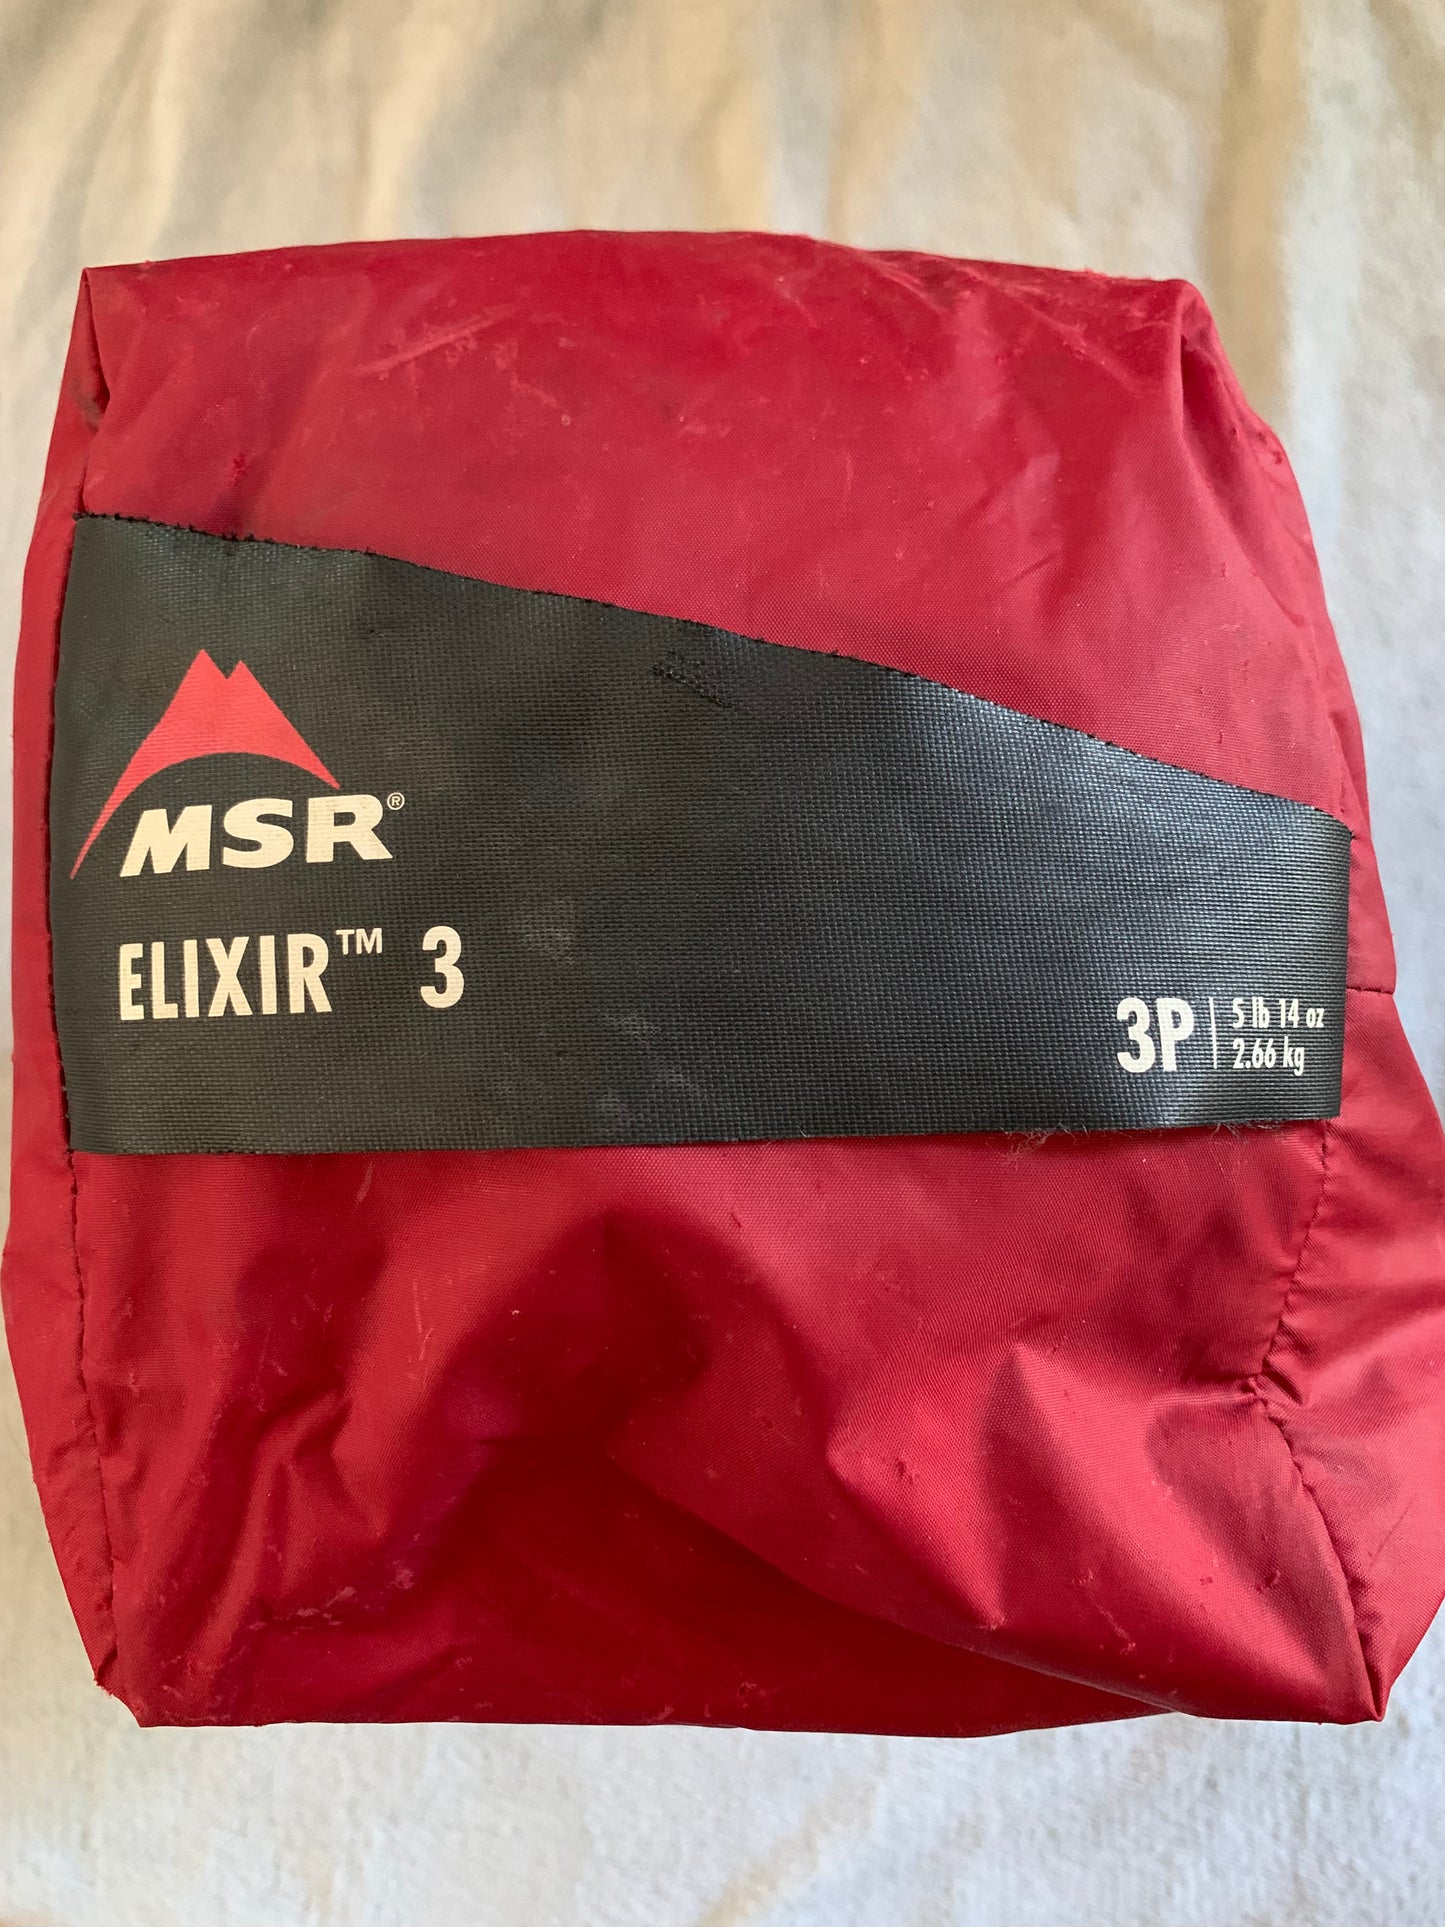 MSR®
ELIXIR™ 3
3P
5 lb 14 oz
2.66 kg